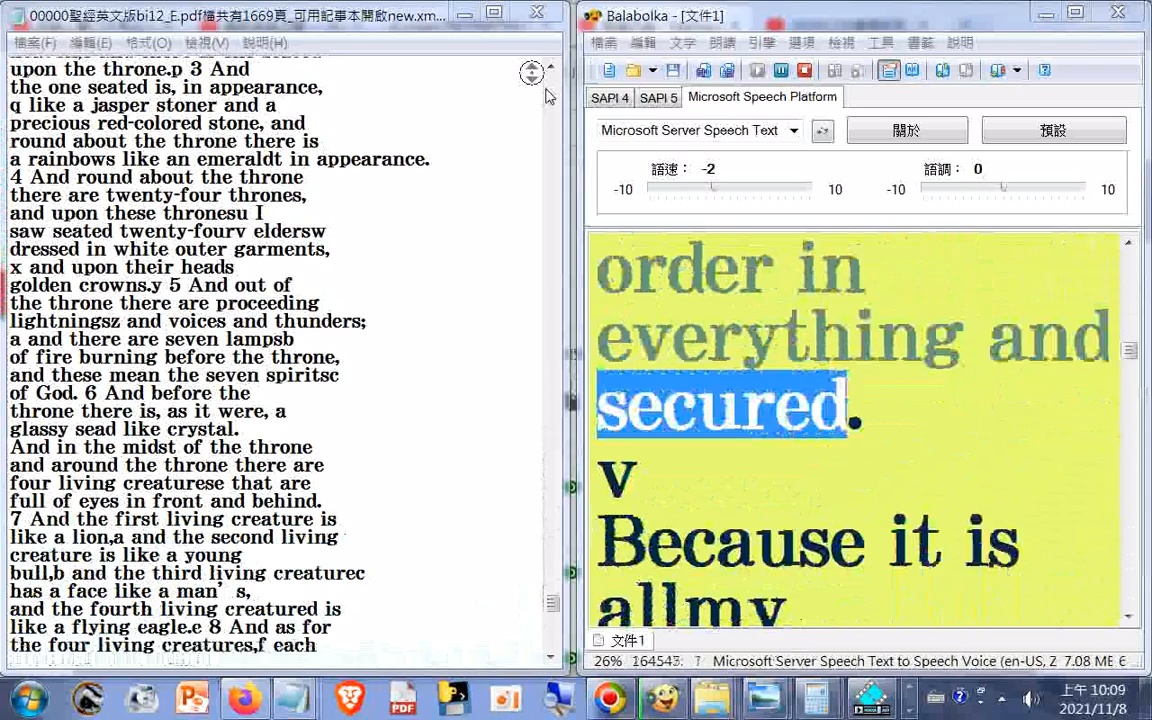 00000聖經英文版bi12_E.pdf檔共有1669頁_可用記事本開啟new.xm...
檔案(F) 編輯(E) 格式(O) 檢視(V) 說明(H)
upon the throne.p 3 And
the one seated is, in appearance,
q like a jasper stoner and a
precious red-colored stone, and
round about the throne there is
a rainbows like an emeraldt in appearance.
4 And round about the throne
there are twenty-four thrones,
and upon these thronesu I
saw seated twenty-fourv eldersw
dressed in white outer garments,
x and upon their heads
golden crowns.y 5 And out of
the throne there are proceeding
lightningsz and voices and thunders;
a and there are seven lampsb
of fire burning before the throne,
and these mean the seven spiritsc
of God. 6 And before the
throne there is, as it were, a
glassy sead like crystal.
And in the midst of the throne
and around the throne there are
four living creaturese that are
full of eyes in front and behind.
7 And the first living creature is
like a lion,a and the second living
creature is like a young
bull,b and the third living creaturec
has a face like a man’s,
and the fourth living creatured is
like a flying eagle.e 8 And as for
the four living creatures,f each
Balabolka - [文件1]
檔案 編輯 文字 朗讀 引擎 選項 檢視 工具 書籤 說明
SAPI 4 SAPI 5 Microsoft Speech Platform
Microsoft Server Speech Text 關於 預設
語速： -2 語調： 0
-10 10 -10 10
order in
everything and
secured.
v
Because it is
allmy
文件1
26% 164543: ? Microsoft Server Speech Text to Speech Voice (en-US, Z 7.08 MB 6
PDF
上午 10:09
2021/11/8